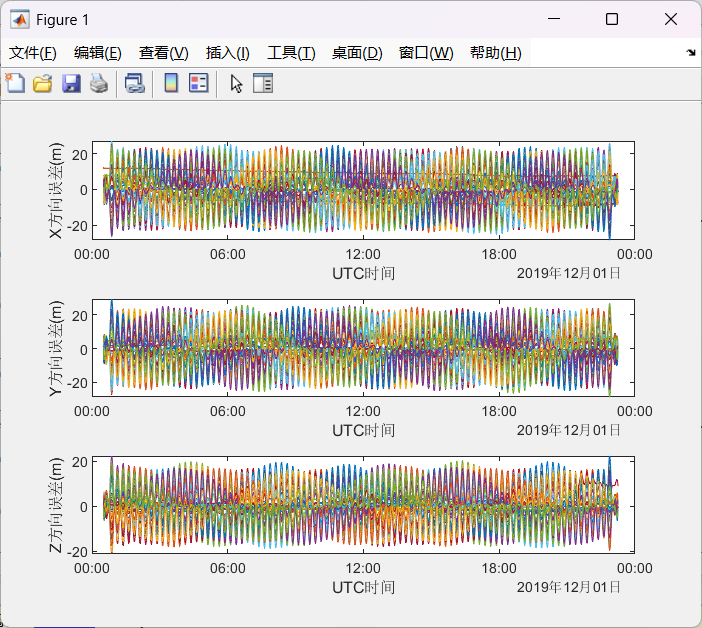 Figure 1
文件(F) 编辑(E) 查看(V) 插入(I) 工具(T) 桌面(D) 窗口(W) 帮助(H)
X方向误差(m)
20
0
-20
00:00 06:00 12:00 18:00 00:00
UTC时间 2019年12月01日
Y方向误差(m)
20
0
-20
00:00 06:00 12:00 18:00 00:00
UTC时间 2019年12月01日
Z方向误差(m)
20
0
-20
00:00 06:00 12:00 18:00 00:00
UTC时间 2019年12月01日